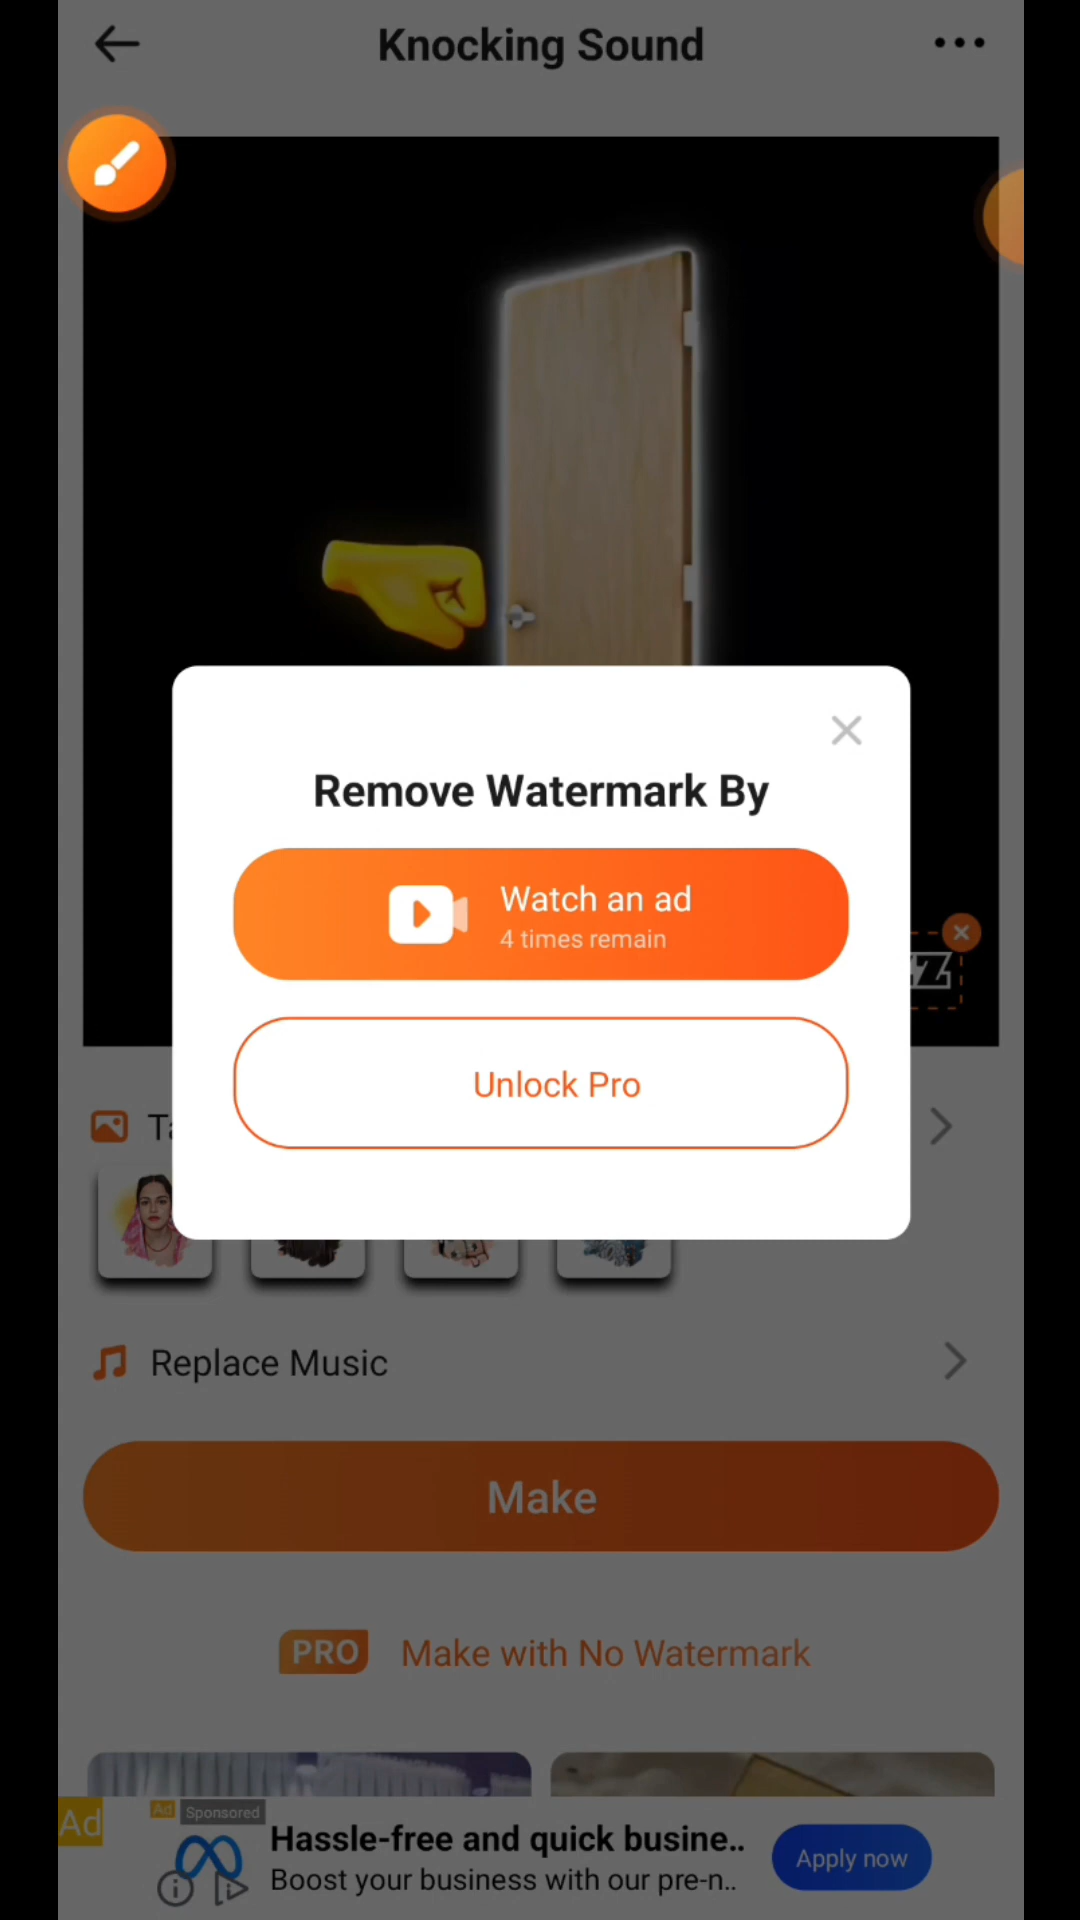 Knocking Sound
Remove Watermark By
Watch an ad
4 times remain
Unlock Pro
Replace Music
Make
PRO Make with No Watermark
Ad
Ad Sponsored
Hassle-free and quick busine..
Boost your business with our pre-n..
Apply now